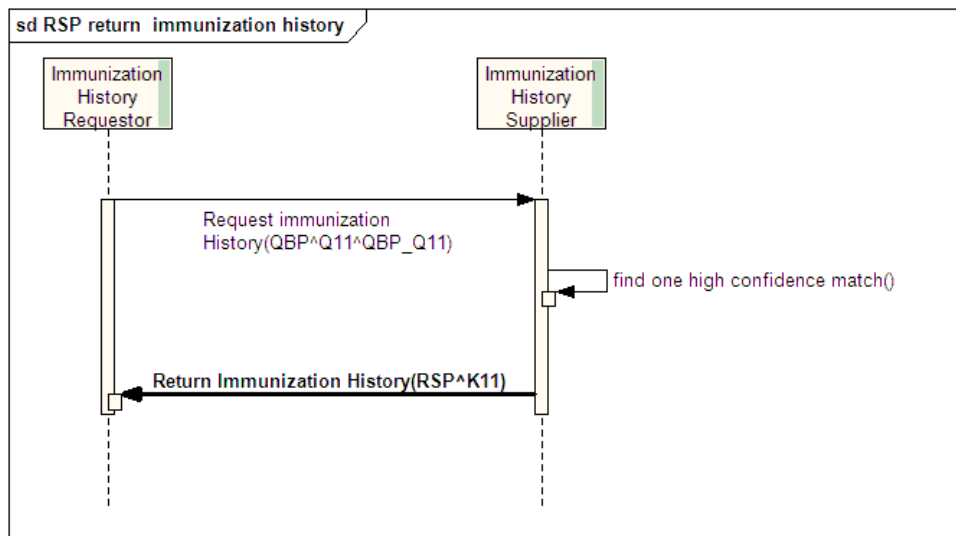 sd RSP return  immunization history
Immunization
History
Requestor
Immunization
History
Supplier
Request immunization
History(QBP^Q11^QBP_Q11)
find one high confidence match()
Return Immunization History(RSP^K11)